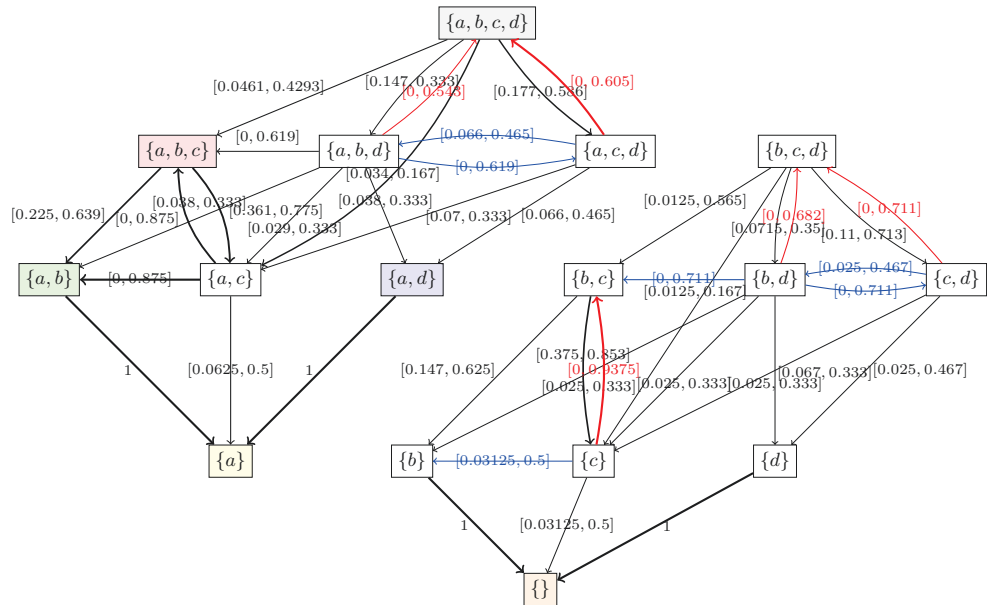 {a, b, c, d}
[0.0461, 0.4293]
[0.147, 0.333]
[0, 0.543]
[0.177, 0.586]
[0, 0.605]
[0, 0.619]
[0.066, 0.465]
[0, 0.619]
{a, b, c}
{a, b, d}
{a, c, d}
{b, c, d}
[0.034, 0.167]
[0.225, 0.639]
[0, 0.875]
[0.038, 0.333]
[0.361, 0.775]
[0.029, 0.333]
[0.038, 0.333]
[0.07, 0.333]
[0.066, 0.465]
[0.0125, 0.565]
[0.0715, 0.35]
[0, 0.682]
[0.11, 0.713]
[0, 0.711]
{a, b}
[0, 0.875]
{a, c}
{a, d}
{b, c}
[0, 0.711]
[0.0125, 0.167]
{b, d}
[0.025, 0.467]
[0, 0.711]
{c, d}
1
[0.0625, 0.5]
1
[0.147, 0.625]
[0.375, 0.853]
[0, 0.9375]
[0.025, 0.333]
[0.025, 0.333]
[0.025, 0.333]
[0.067, 0.333]
[0.025, 0.467]
{a}
{b}
[0.03125, 0.5]
{c}
{d}
1
[0.03125, 0.5]
1
{}